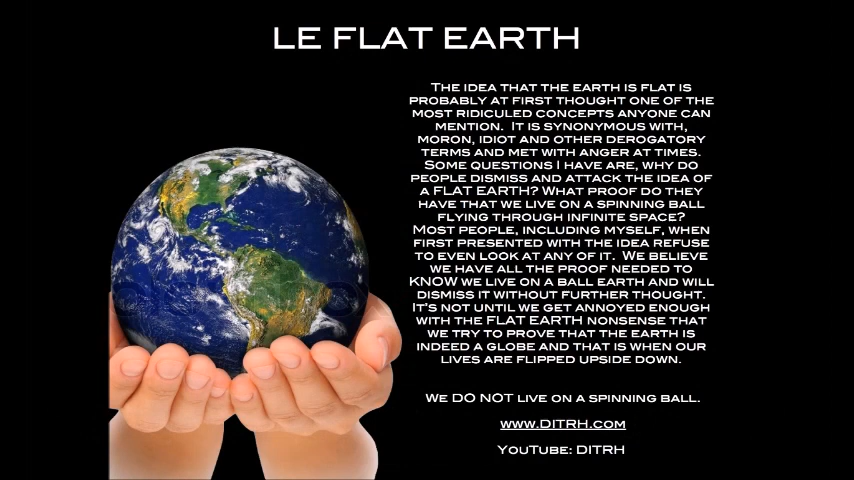 LE FLAT EARTH
THE IDEA THAT THE EARTH IS FLAT IS
PROBABLY AT FIRST THOUGHT ONE OF THE
MOST RIDICULED CONCEPTS ANYONE CAN
MENTION. IT IS SYNONYMOUS WITH,
MORON, IDIOT AND OTHER DEROGATORY
TERMS AND MET WITH ANGER AT TIMES.
SOME QUESTIONS I HAVE ARE, WHY DO
PEOPLE DISMISS AND ATTACK THE IDEA OF
A FLAT EARTH? WHAT PROOF DO THEY
HAVE THAT WE LIVE ON A SPINNING BALL
FLYING THROUGH INFINITE SPACE?
MOST PEOPLE, INCLUDING MYSELF, WHEN
FIRST PRESENTED WITH THE IDEA REFUSE
TO EVEN LOOK AT ANY OF IT. WE BELIEVE
WE HAVE ALL THE PROOF NEEDED TO
KNOW WE LIVE ON A BALL EARTH AND WILL
DISMISS IT WITHOUT FURTHER THOUGHT.
IT'S NOT UNTIL WE GET ANNOYED ENOUGH
WITH THE FLAT EARTH NONSENSE THAT
WE TRY TO PROVE THAT THE EARTH IS
INDEED A GLOBE AND THAT IS WHEN OUR
LIVES ARE FLIPPED UPSIDE DOWN.
WE DO NOT LIVE ON A SPINNING BALL.
WWW.DITRH.COM
YOUTUBE: DITRH